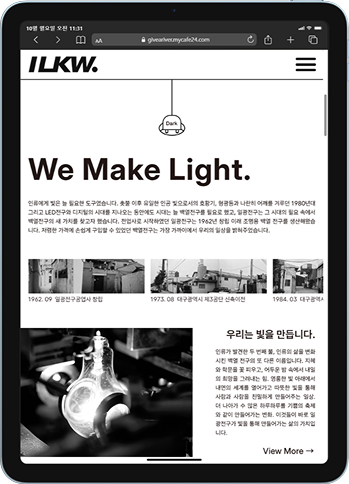 10월 월요일 오전 11:31
AA
giveariver.mycafe24.com
ILKW.
Dark
We Make Light.
인류에게 빛은 늘 필요한 도구였습니다. 촛불 이후 유일한 인공 빛으로서의 호황기, 형광등과 나란히 어깨를 겨루던 1980년대
그리고 LED전구와 디지털의 시대를 지나오는 동안에도 시대는 늘 백열전구를 필요로 했고, 일광전구는 그 시대의 필요 속에서
백열전구의 새 가치를 찾고자 했습니다. 전업사로 시작하였던 일광전구는 1962년 창립 이래 조명용 백열 전구를 생산해왔습
니다. 저렴한 가격에 손쉽게 구입할 수 있었던 백열전구는 가장 가까이에서 우리의 일상을 밝혀주었습니다.
1962. 09 일광전구공업사 창립
1973. 08 대구광역시 제3공단 신축이전
1984. 03 대구광역시
우리는 빛을 만듭니다.
인류가 발견한 두 번째 불, 인류의 삶을 변화
시킨 백열 전구의 또 다른 이름입니다. 지혜
와 학문을 꽃 피우고, 어두운 밤 속에서 내일
의 희망을 그려내는 힘. 영롱한 빛 아래에서
내면의 세계를 열어가고 따뜻한 빛을 통해
사람과 사람을 친밀하게 만들어주는 일상.
더 나아가 수 많은 하루하루를 기쁨의 축제
와 같이 만들어가는 변화. 이것들이 바로 일
광전구가 빛을 통해 만들어가는 삶의 가치입
니다.
View More →